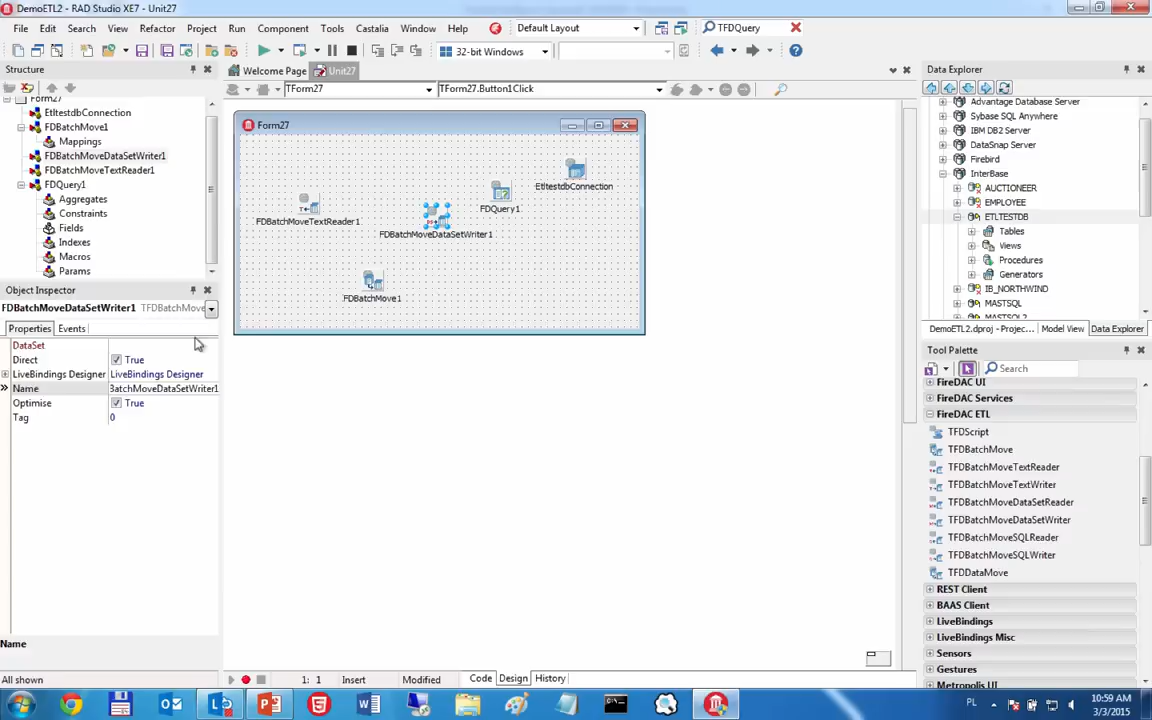 DemoETL2 - RAD Studio XE7 - Unit27
File Edit Search View Refactor Project Run Component Tools Castalia Window Help
Default Layout
TFDQuery
32-bit Windows
Structure
Form27
EtltestdbConnection
FDBatchMove1
Mappings
FDBatchMoveDataSetWriter1
FDBatchMoveTextReader1
FDQuery1
Aggregates
Constraints
Fields
Indexes
Macros
Params
Object Inspector
FDBatchMoveDataSetWriter1 TFDBatchMove
Properties Events
DataSet
Direct True
LiveBindings Designer LiveBindings Designer
Name BatchMoveDataSetWriter1
Optimise True
Tag 0
Name
All shown
Welcome Page Unit27
TForm27 TForm27.Button1Click
Form27
EtltestdbConnection
FDQuery1
FDBatchMoveTextReader1
FDBatchMoveDataSetWriter1
FDBatchMove1
1: 1 Insert Modified Code Design History
Data Explorer
Advantage Database Server
Sybase SQL Anywhere
IBM DB2 Server
DataSnap Server
Firebird
InterBase
AUCTIONEER
EMPLOYEE
ETLTESTDB
Tables
Views
Procedures
Generators
IB_NORTHWIND
MASTSQL
MASTSQL2
DemoETL2.dproj - Projec... Model View Data Explorer
Tool Palette
Search
FireDAC UI
FireDAC Services
FireDAC ETL
TFDScript
TFDBatchMove
TFDBatchMoveTextReader
TFDBatchMoveTextWriter
TFDBatchMoveDataSetReader
TFDBatchMoveDataSetWriter
TFDBatchMoveSQLReader
TFDBatchMoveSQLWriter
TFDDataMove
REST Client
BAAS Client
LiveBindings
LiveBindings Misc
Sensors
Gestures
Metropolis UI
PL
10:59 AM
3/3/2015